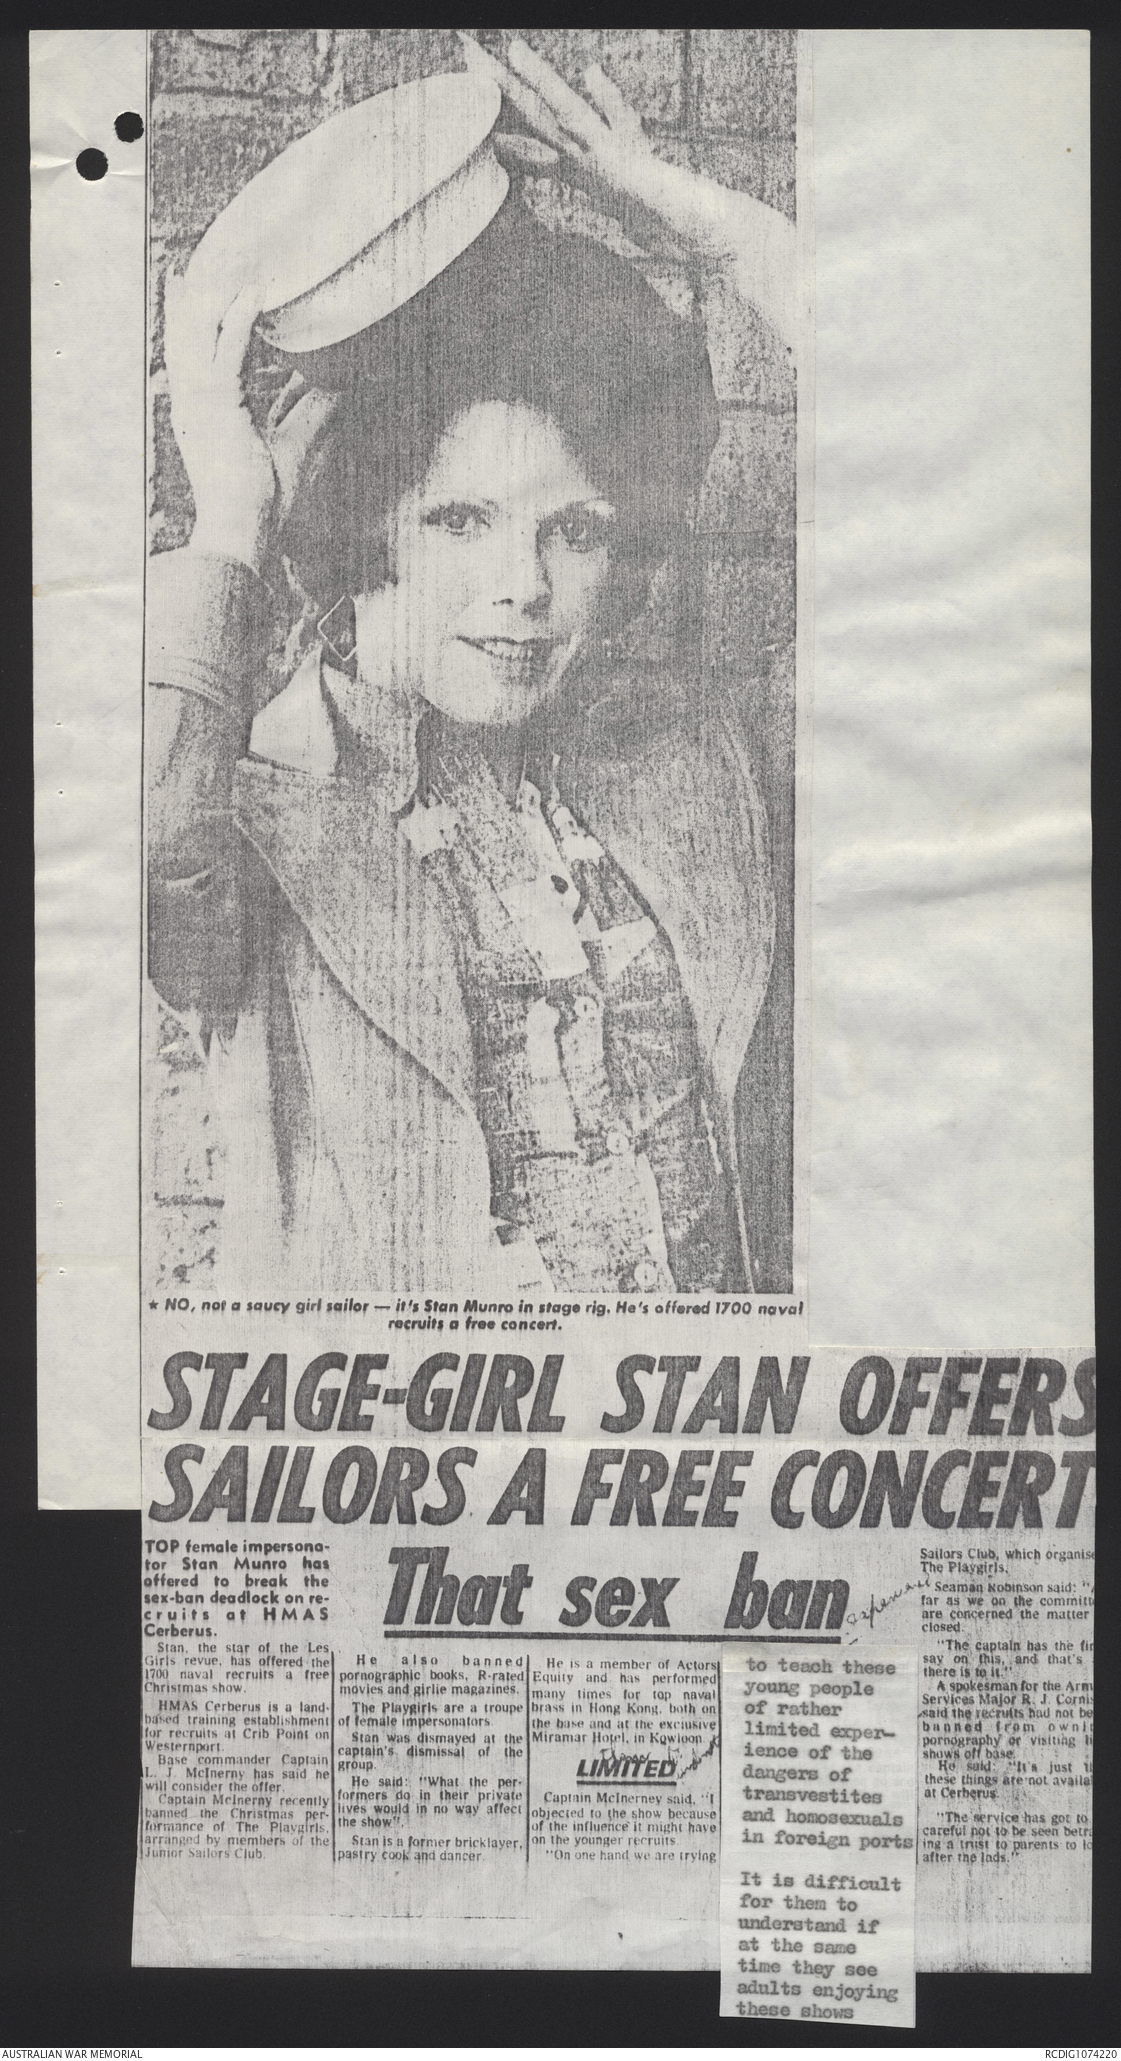 ★ NO, not a saucy girl sailor — it's Stan Munro in stage rig. He's offered 1700 naval
recruits a free concert.
STAGE-GIRL STAN OFFERS
SAILORS A FREE CONCERT
That sex ban
TOP female impersona-
tor Stan Munro has
offered to break the
sex-ban deadlock on re-
cruits at HMAS
Cerberus.
Stan, the star of the Les
Girls revue, has offered the
1700 naval recruits a free
Christmas show.
HMAS Cerberus is a land-
based training establishment
for recruits at Crib Point on
Westernport.
Base commander Captain
L. J. McInerny has said he
will consider the offer.
Captain McInerny recently
banned the Christmas per-
formance of The Playgirls,
arranged by members of the
Junior Sailors Club.
He also banned
pornographic books, R-rated
movies and girlie magazines.
The Playgirls are a troupe
of female impersonators.
Stan was dismayed at the
captain's dismissal of the
group.
He said: "What the per-
formers do in their private
lives would in no way affect
the show".
Stan is a former bricklayer,
pastry cook and dancer.
He is a member of Actors
Equity and has performed
many times for top naval
brass in Hong Kong, both on
the base and at the exclusive
Miramar Hotel, in Kowloon.
LIMITED
Captain McInerney said, "I
objected to the show because
of the influence it might have
on the younger recruits.
"On one hand we are trying
to teach these
young people
of rather
limited exper-
ience of the
dangers of
transvestites
and homosexuals
in foreign ports
It is difficult
for them to
understand if
at the same
time they see
adults enjoying
these shows
Sailors Club, which organise
The Playgirls.
Seaman Robinson said: "
far as we on the committ
are concerned the matter
closed.
"The captain has the fin
say on this, and that's
there is to it."
A spokesman for the Arm
Services Major R. J. Cornis
said the recruits had not be
banned from owni
pornography or visiting li
shows off base.
He said: "It's just t
these things are not availa
at Cerberus.
"The service has got to
careful not to be seen betra
ing a trust to parents to lo
after the lads."
AUSTRALIAN WAR MEMORIAL
RCDIG1074220